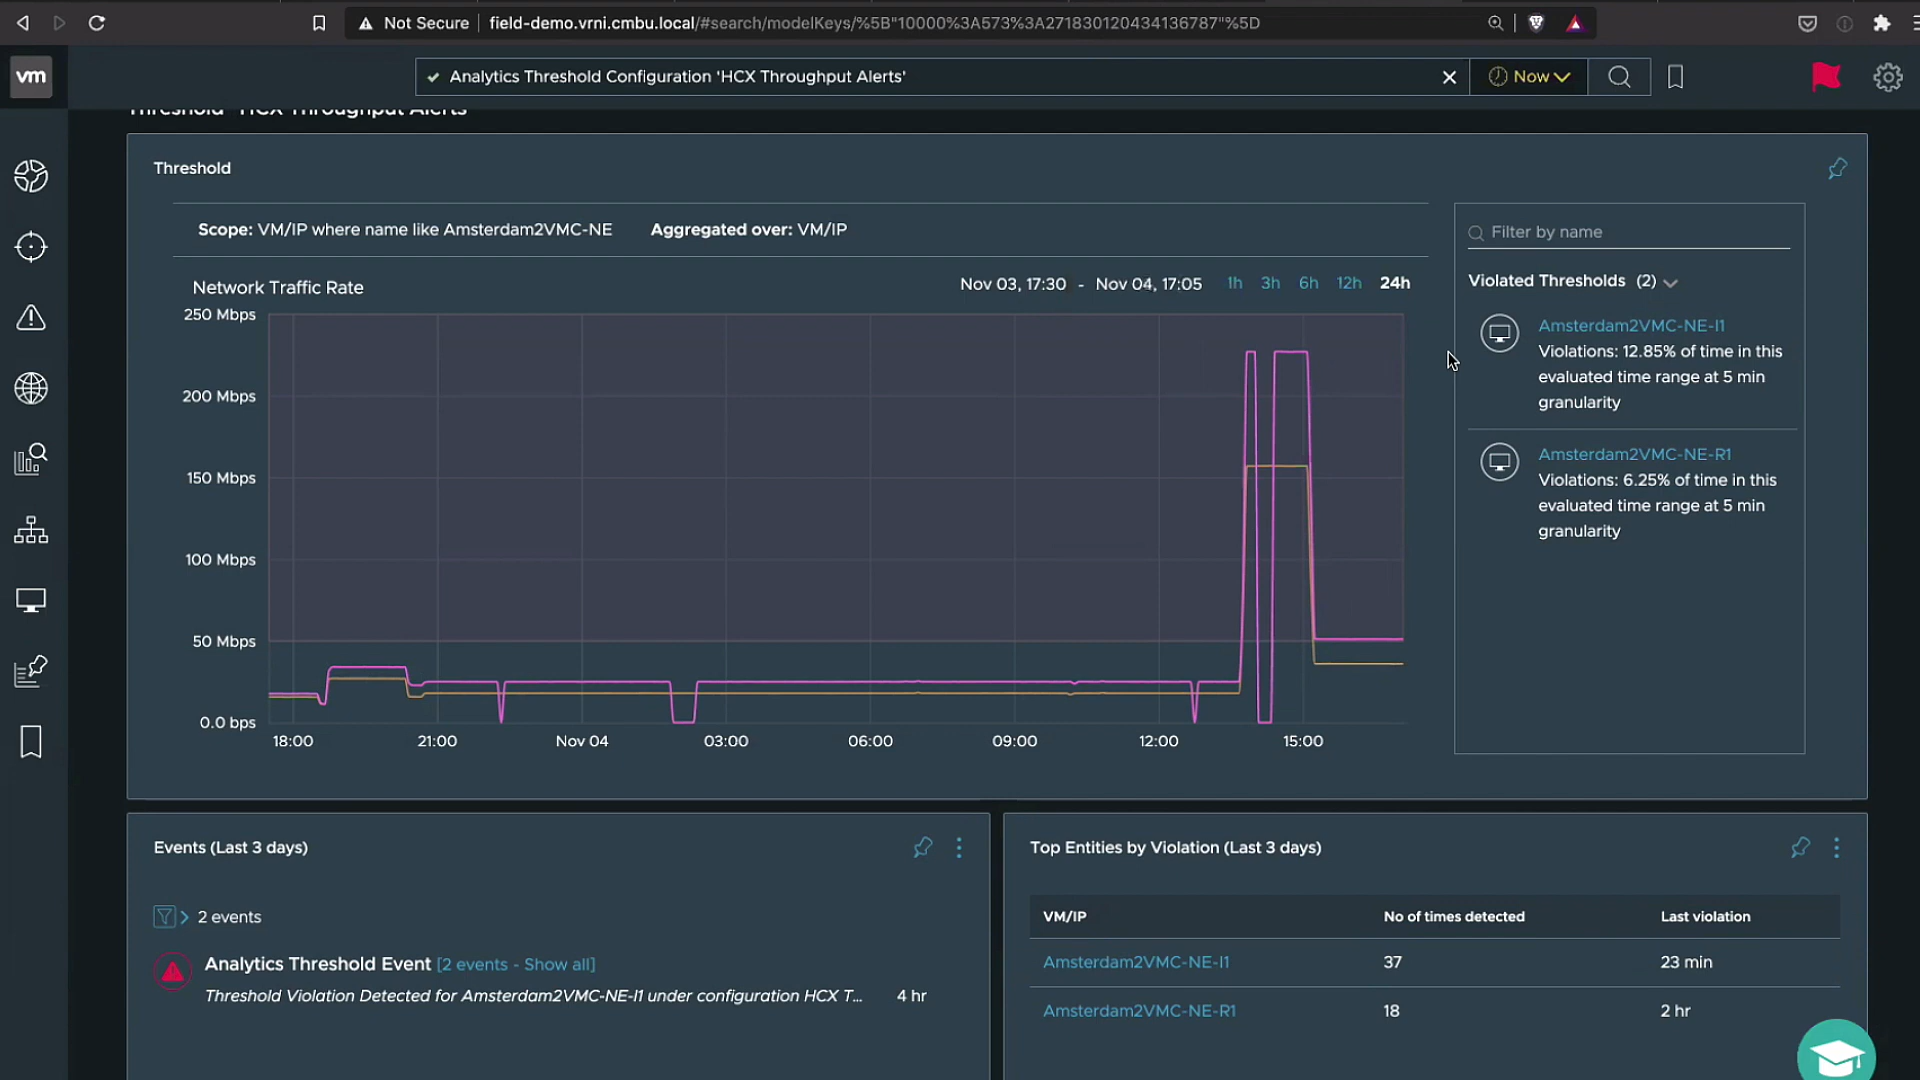 Not Secure
field-demo.vrni.cmbu.local/#search/modelKeys/%5B"10000%3A573%3A271830120434136787"%5D
vm
Analytics Threshold Configuration 'HCX Throughput Alerts'
Now
Threshold "HCX Throughput Alerts"
Threshold
Scope: VM/IP where name like Amsterdam2VMC-NE
Aggregated over: VM/IP
Network Traffic Rate
Nov 03, 17:30 - Nov 04, 17:05
1h 3h 6h 12h 24h
250 Mbps
200 Mbps
150 Mbps
100 Mbps
50 Mbps
0.0 bps
18:00 21:00 Nov 04 03:00 06:00 09:00 12:00 15:00
Filter by name
Violated Thresholds (2)
Amsterdam2VMC-NE-I1
Violations: 12.85% of time in this
evaluated time range at 5 min
granularity
Amsterdam2VMC-NE-R1
Violations: 6.25% of time in this
evaluated time range at 5 min
granularity
Events (Last 3 days)
2 events
Analytics Threshold Event [2 events - Show all]
Threshold Violation Detected for Amsterdam2VMC-NE-I1 under configuration HCX T... 4 hr
Top Entities by Violation (Last 3 days)
VM/IP No of times detected Last violation
Amsterdam2VMC-NE-I1 37 23 min
Amsterdam2VMC-NE-R1 18 2 hr